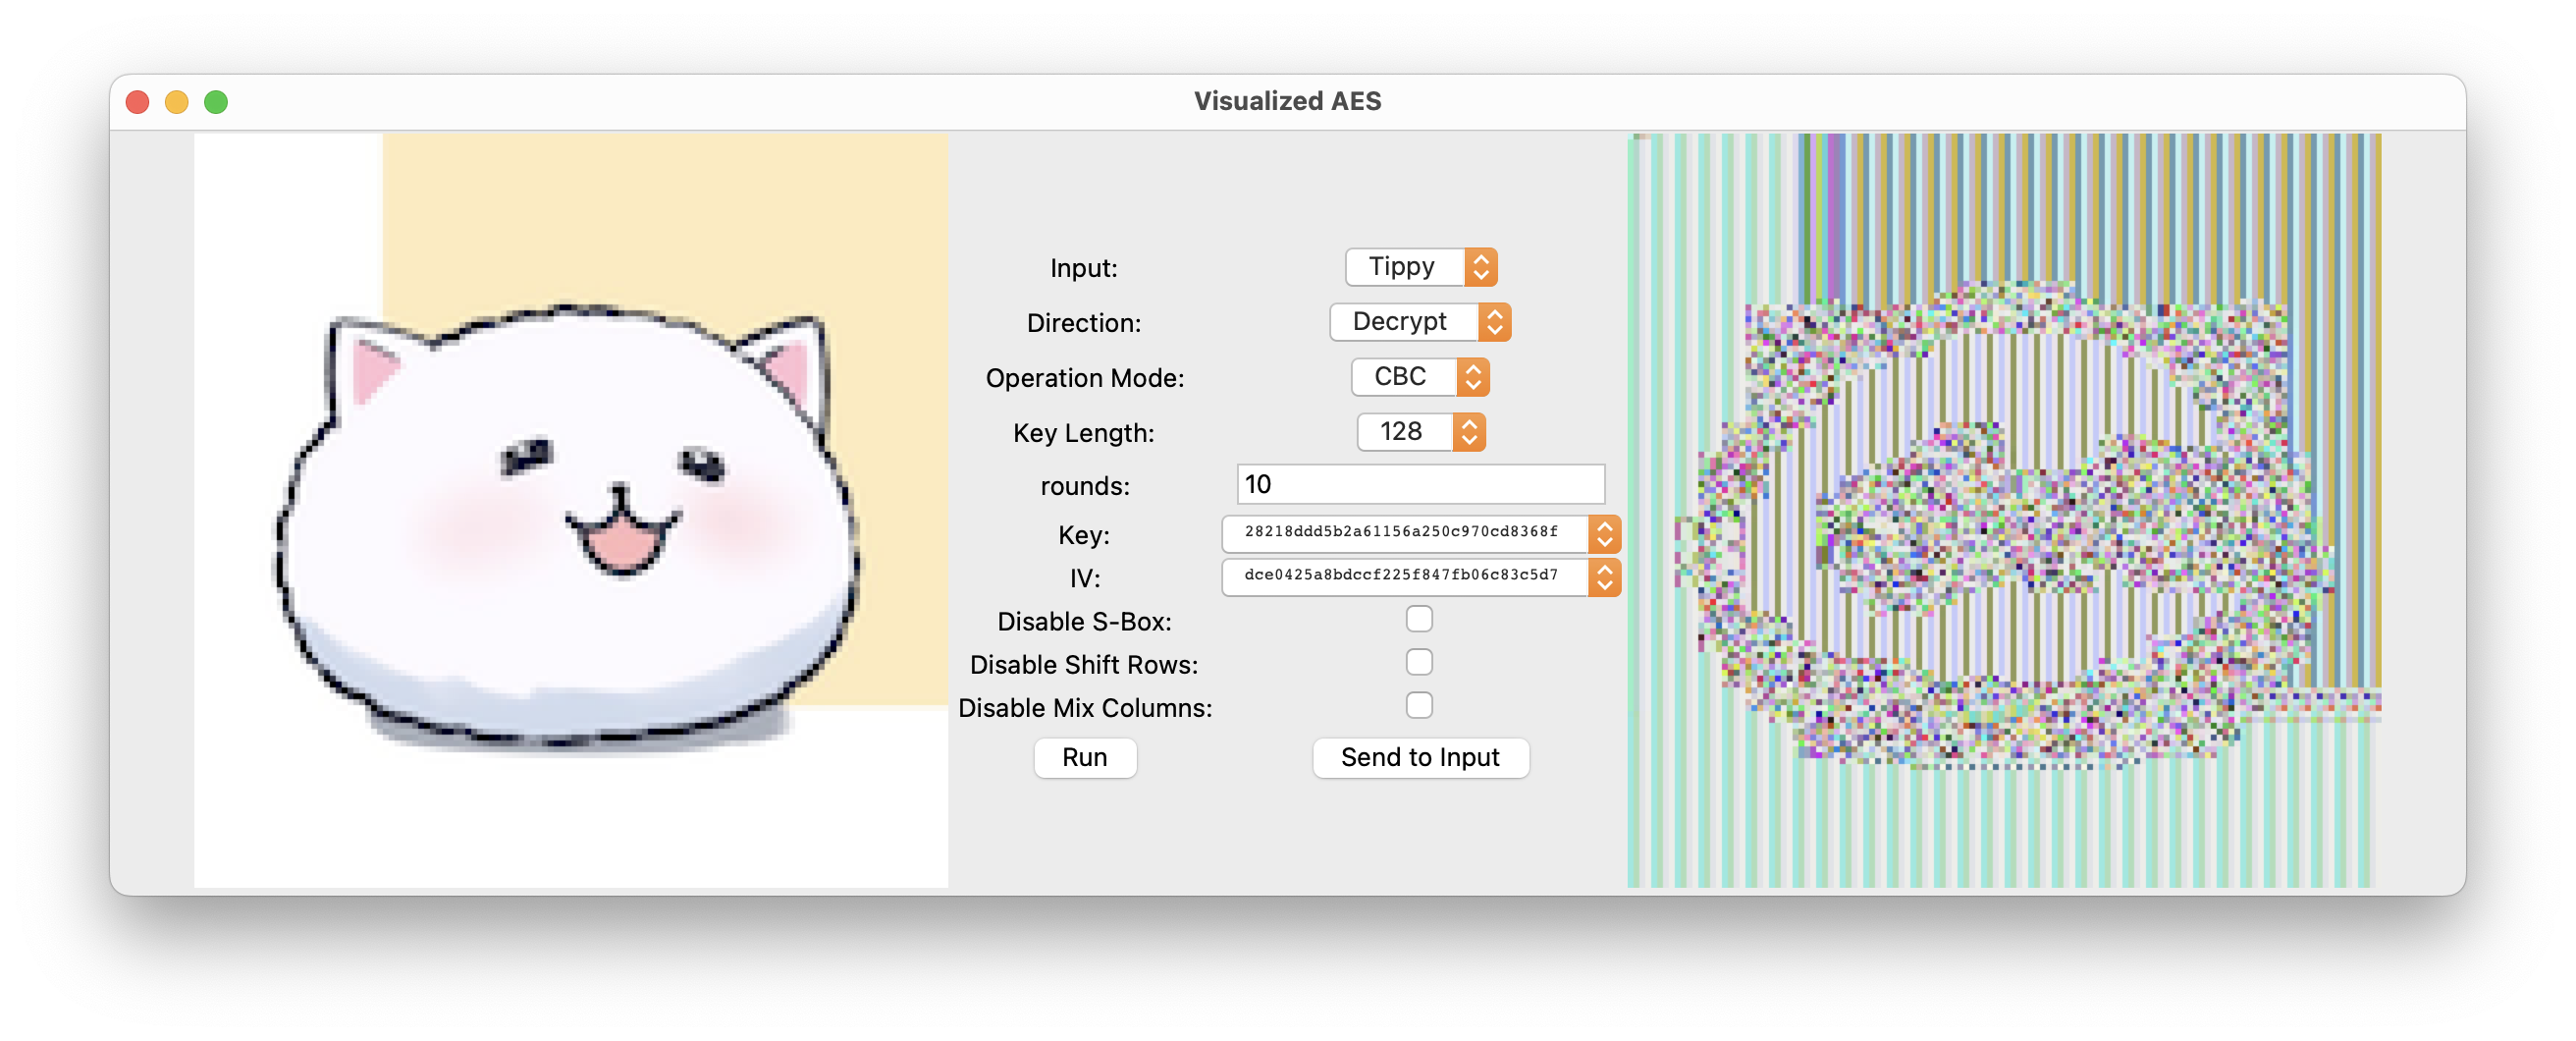 Visualized AES
Input: Tippy
Direction: Decrypt
Operation Mode: CBC
Key Length: 128
rounds: 10
Key: 28218ddd5b2a61156a250c970cd8368f
IV: dce0425a8bdccf225f847fb06c83c5d7
Disable S-Box:
Disable Shift Rows:
Disable Mix Columns:
Run Send to Input